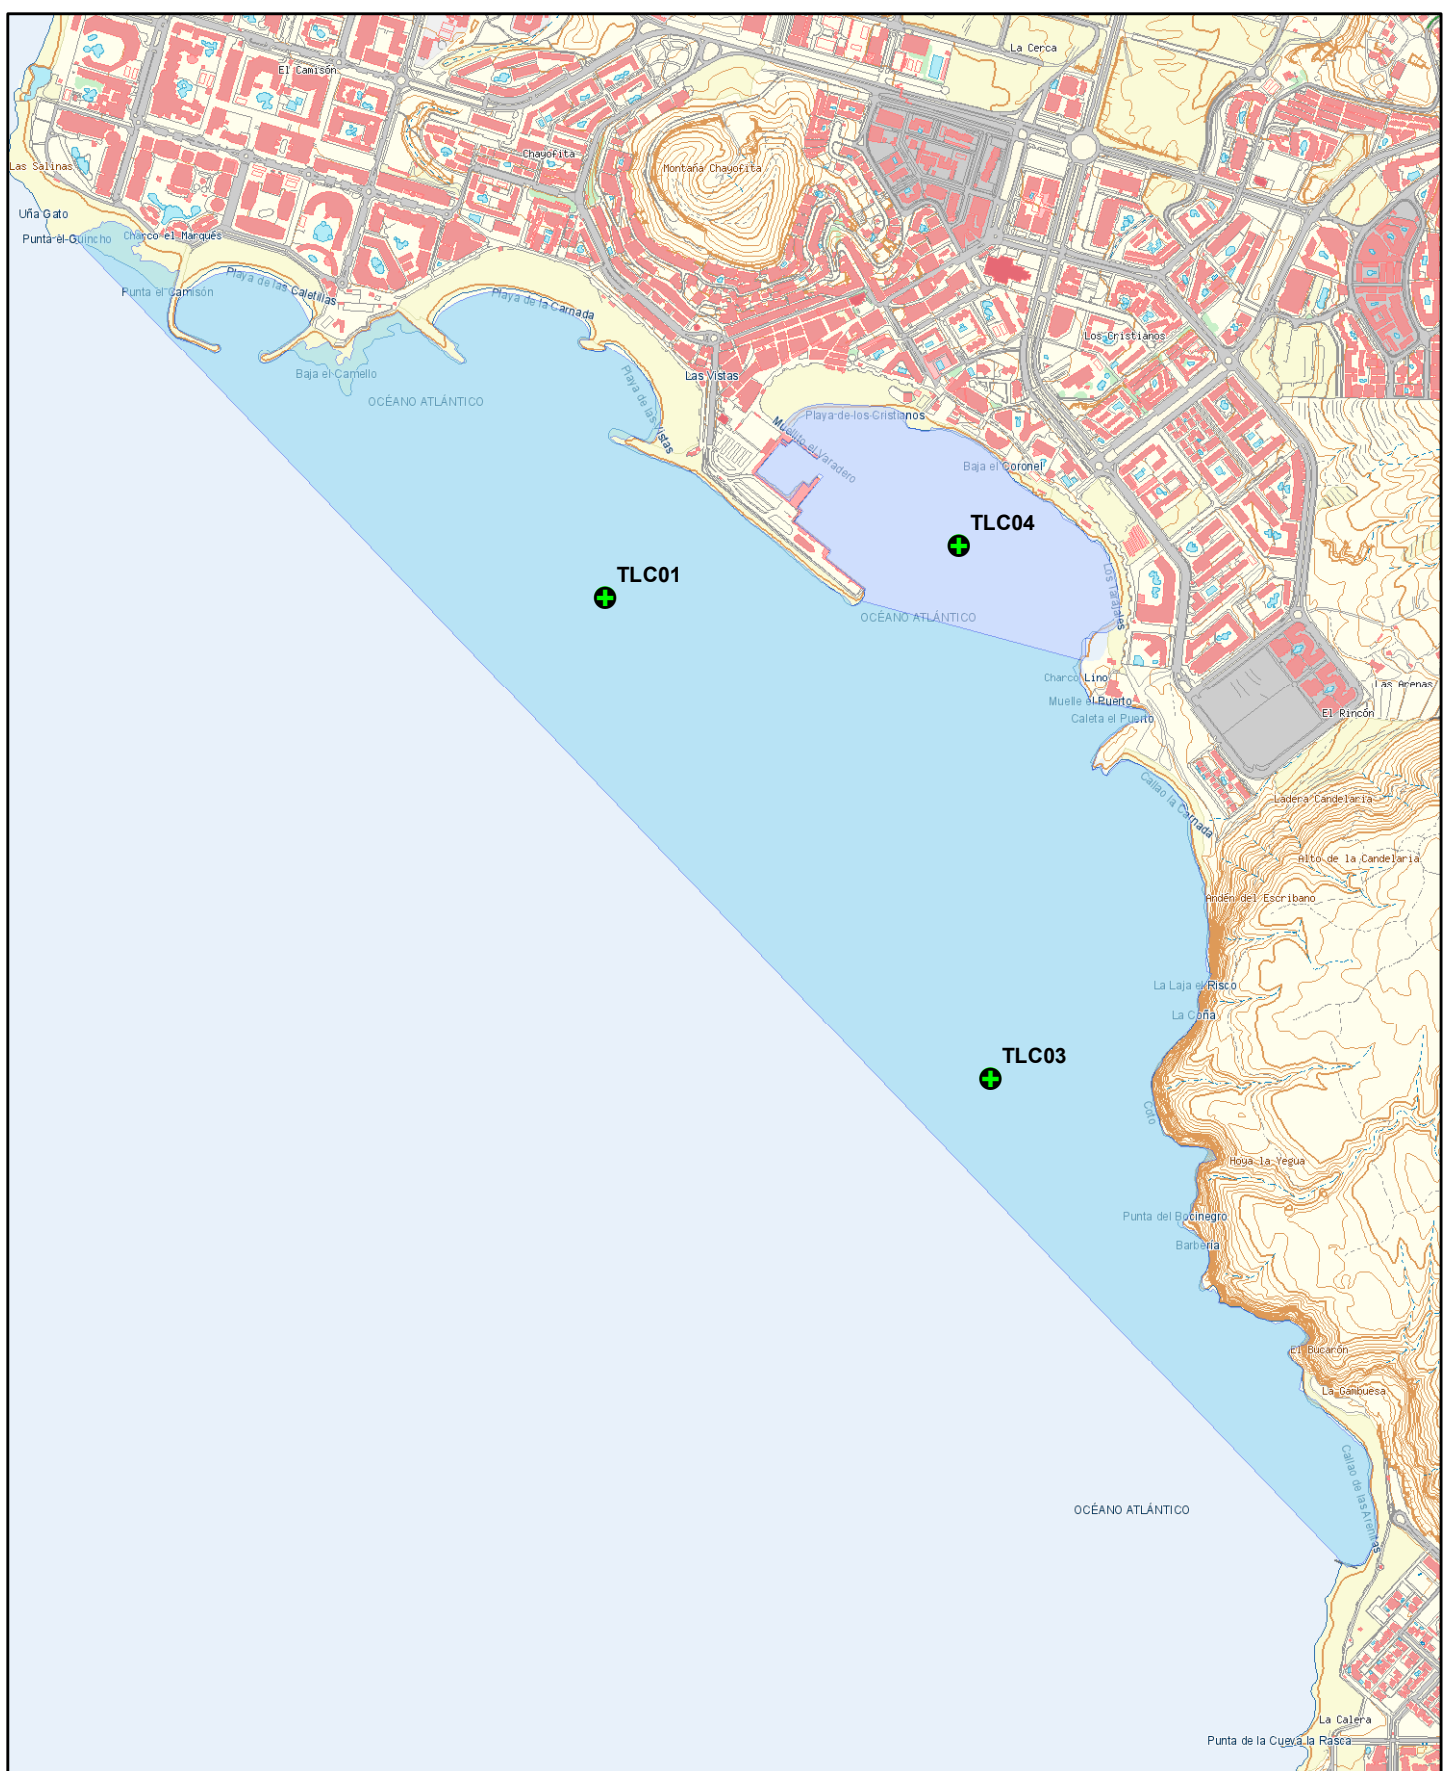 La Cerca
El Camisón
Chayofita
Las Salinas
Montaña Chayofita
Uña Gato
Punta el Guincho
Charco el Marqués
Punta el Camisón
Playa de las Caletillas
Playa de la Carnada
Los Cristianos
Baja el Camello
Las Vistas
OCÉANO ATLÁNTICO
Playa de las Vistas
Playa de los Cristianos
Muellito el Varadero
Baja el Coronel
TLC04
TLC01
Los Tarajales
OCÉANO ATLÁNTICO
Charco Lino
Las Arenas
Muelle el Puerto
El Rincón
Caleta el Puerto
Callao la Carnada
Ladera Candelaria
Alto de la Candelaria
Andén del Escribano
La Laja el Risco
La Coña
TLC03
Coto
Hoya la Yegua
Punta del Bocinegro
Barbería
El Bucarón
La Gambuesa
Callao de las Arenitas
OCÉANO ATLÁNTICO
La Calera
Punta de la Cueva la Rasca